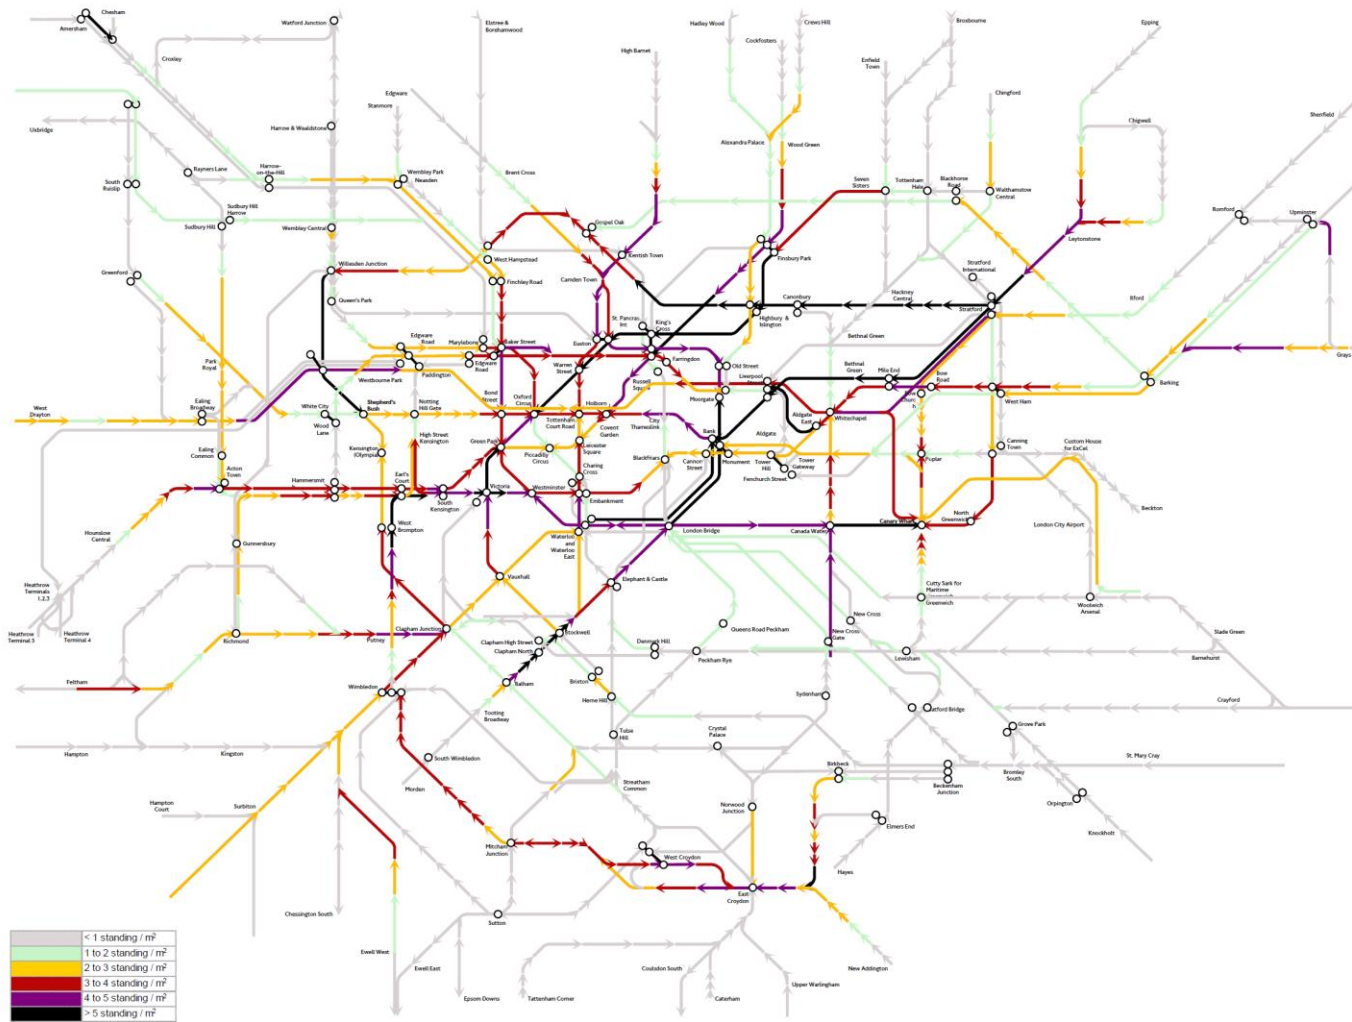 Chesham
Amersham
Watford Junction
Elstree &
Borehamwood
Hadley Wood
Crews Hill
Cockfosters
Broxbourne
Epping
Croxley
High Barnet
Enfield
Town
Edgware
Stanmore
Chingford
Shenfield
Uxbridge
Harrow & Wealdstone
Chigwell
Alexandra Palace
Wood Green
Rayners Lane
Harrow-
on-the-Hill
Wembley Park
Neasden
Brent Cross
Seven
Sisters
Tottenham
Hale
Blackhorse
Road
Walthamstow
Central
South
Ruislip
Sudbury Hill
Harrow
Sudbury Hill
Wembley Central
Gospel Oak
Romford
Upminster
Leytonstone
Greenford
Willesden Junction
West Hampstead
Kentish Town
Finsbury Park
Stratford
International
Finchley Road
Camden Town
Queen's Park
Canonbury
Hackney
Central
Ilford
Stratford
St. Pancras
Int
King's
Cross
Highbury &
Islington
Edgware
Road
Marylebone
Baker Street
Euston
Bethnal Green
Park
Royal
Westbourne Park
Paddington
Edgware
Road
Warren
Street
Farringdon
Russell
Square
Old Street
Liverpool
Street
Bethnal
Green
Mile End
Bow
Road
Grays
Barking
West
Drayton
Ealing
Broadway
White City
Shepherd's
Bush
Notting
Hill Gate
Bond
Street
Oxford
Circus
Holborn
Moorgate
Bow
Church
West Ham
Wood
Lane
Tottenham
Court Road
Covent
Garden
City
Thameslink
Aldgate
East
Whitechapel
Ealing
Common
Kensington
(Olympia)
High Street
Kensington
Green Park
Piccadilly
Circus
Leicester
Square
Bank
Aldgate
Canning
Town
Custom House
for ExCel
Acton
Town
Blackfriars
Cannon
Street
Monument
Tower
Hill
Tower
Gateway
Poplar
Hammersmit
Earl's
Court
South
Kensington
Victoria
Westminster
Charing
Cross
Embankment
Fenchurch Street
Beckton
Hounslow
Central
Gunnersbury
West
Brompton
Waterloo
and
Waterloo
East
London Bridge
Canada Water
Canary Wharf
North
Greenwich
London City Airport
Heathrow
Terminals
1,2,3
Heathrow
Terminal 5
Heathrow
Terminal 4
Vauxhall
Elephant & Castle
Cutty Sark for
Maritime
Greenwich
Woolwich
Arsenal
Richmond
Putney
Clapham Junction
Clapham High Street
Clapham North
Stockwell
Denmark Hill
Queens Road Peckham
New Cross
New Cross
Gate
Slade Green
Peckham Rye
Lewisham
Barnehurst
Feltham
Wimbledon
Balham
Brixton
Herne Hill
Sydenham
Crayford
Tooting
Broadway
Catford Bridge
Grove Park
Hampton
Kingston
South Wimbledon
Tulse
Hill
Crystal
Palace
St. Mary Cray
Morden
Streatham
Common
Birkbeck
Beckenham
Junction
Bromley
South
Orpington
Hampton
Court
Surbiton
Norwood
Junction
Elmers End
Knockholt
Mitcham
Junction
West Croydon
Hayes
East
Croydon
Chessington South
Sutton
Ewell West
Ewell East
Coulsdon South
New Addington
Epsom Downs
Tattenham Corner
Caterham
Upper Warlingham
< 1 standing / m²
1 to 2 standing / m²
2 to 3 standing / m²
3 to 4 standing / m²
4 to 5 standing / m²
> 5 standing / m²